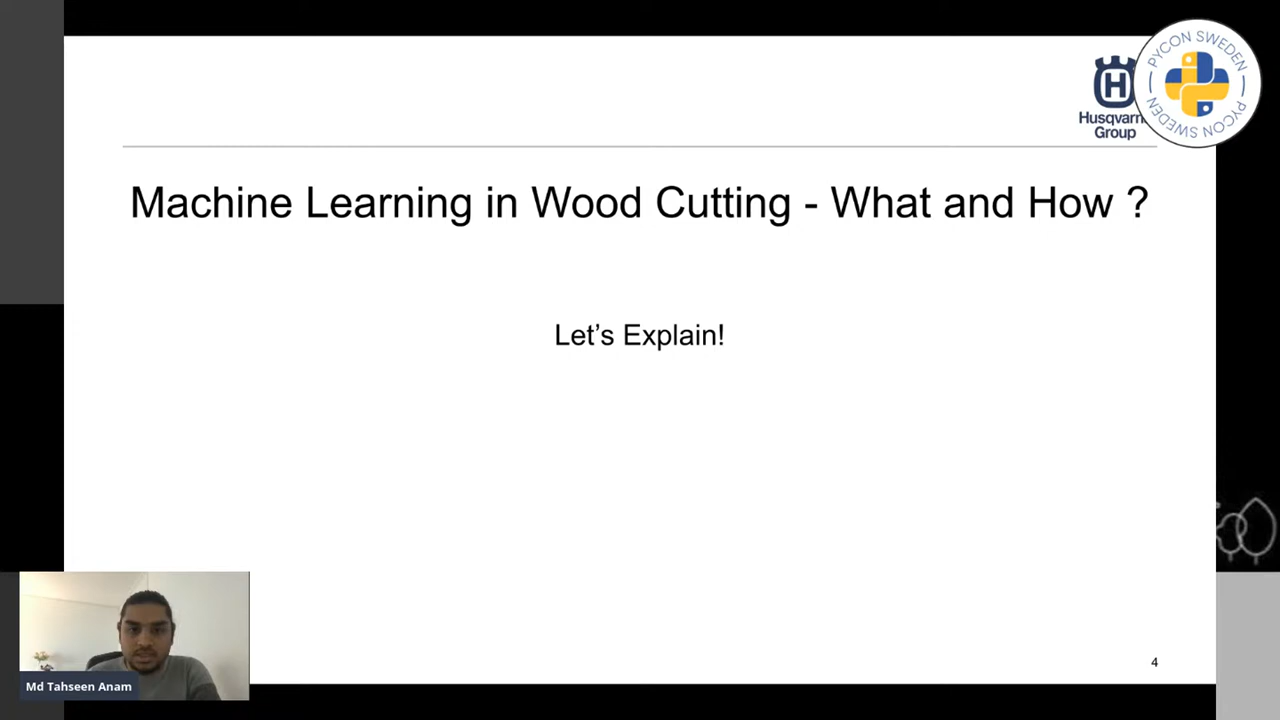 PYCON SWEDEN
PYCON SWEDEN
H
Husqvarn
Group
Machine Learning in Wood Cutting - What and How ?
Let’s Explain!
Md Tahseen Anam
4